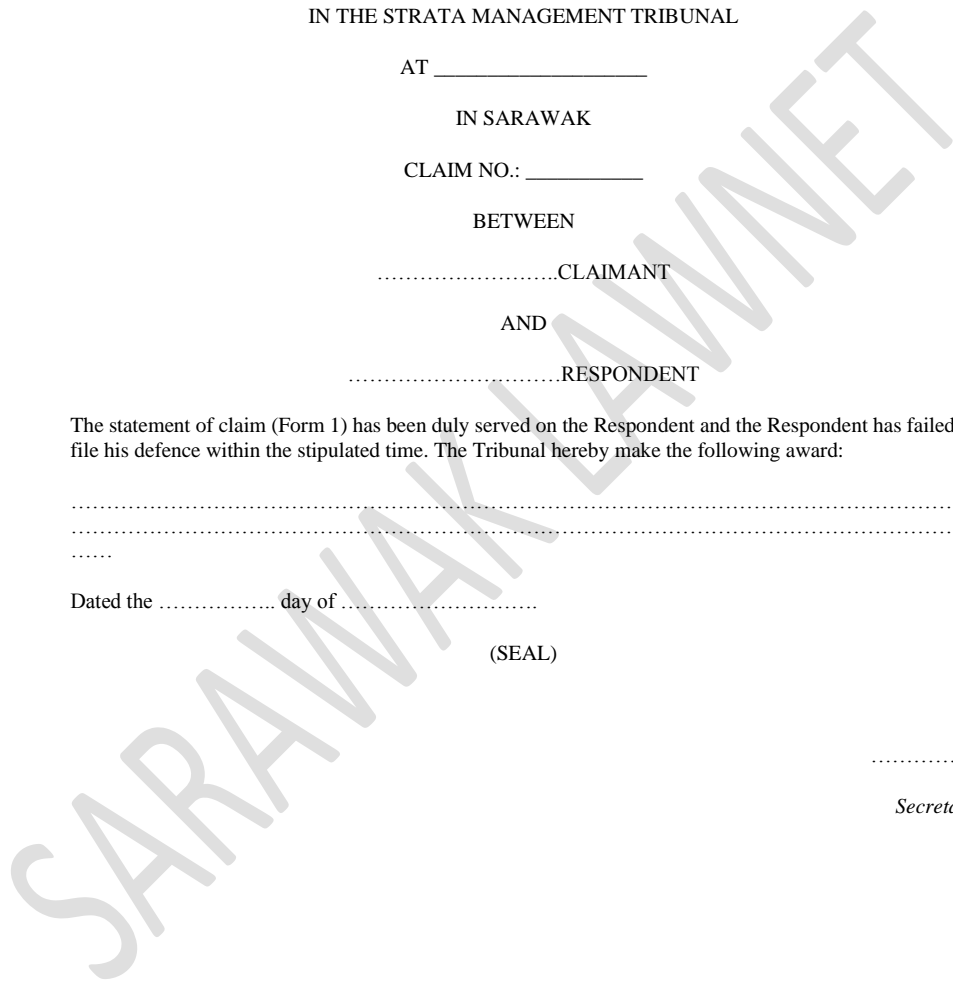 IN THE STRATA MANAGEMENT TRIBUNAL
AT ____________________
IN SARAWAK
CLAIM NO.: ___________
BETWEEN
…………………….CLAIMANT
AND
…………………………RESPONDENT
The statement of claim (Form 1) has been duly served on the Respondent and the Respondent has failed
file his defence within the stipulated time. The Tribunal hereby make the following award:
……………………………………………………………………………………………………………
……………………………………………………………………………………………………………
……
Dated the …………….. day of ……………………….
(SEAL)
…………
SARAWAK LAWNET